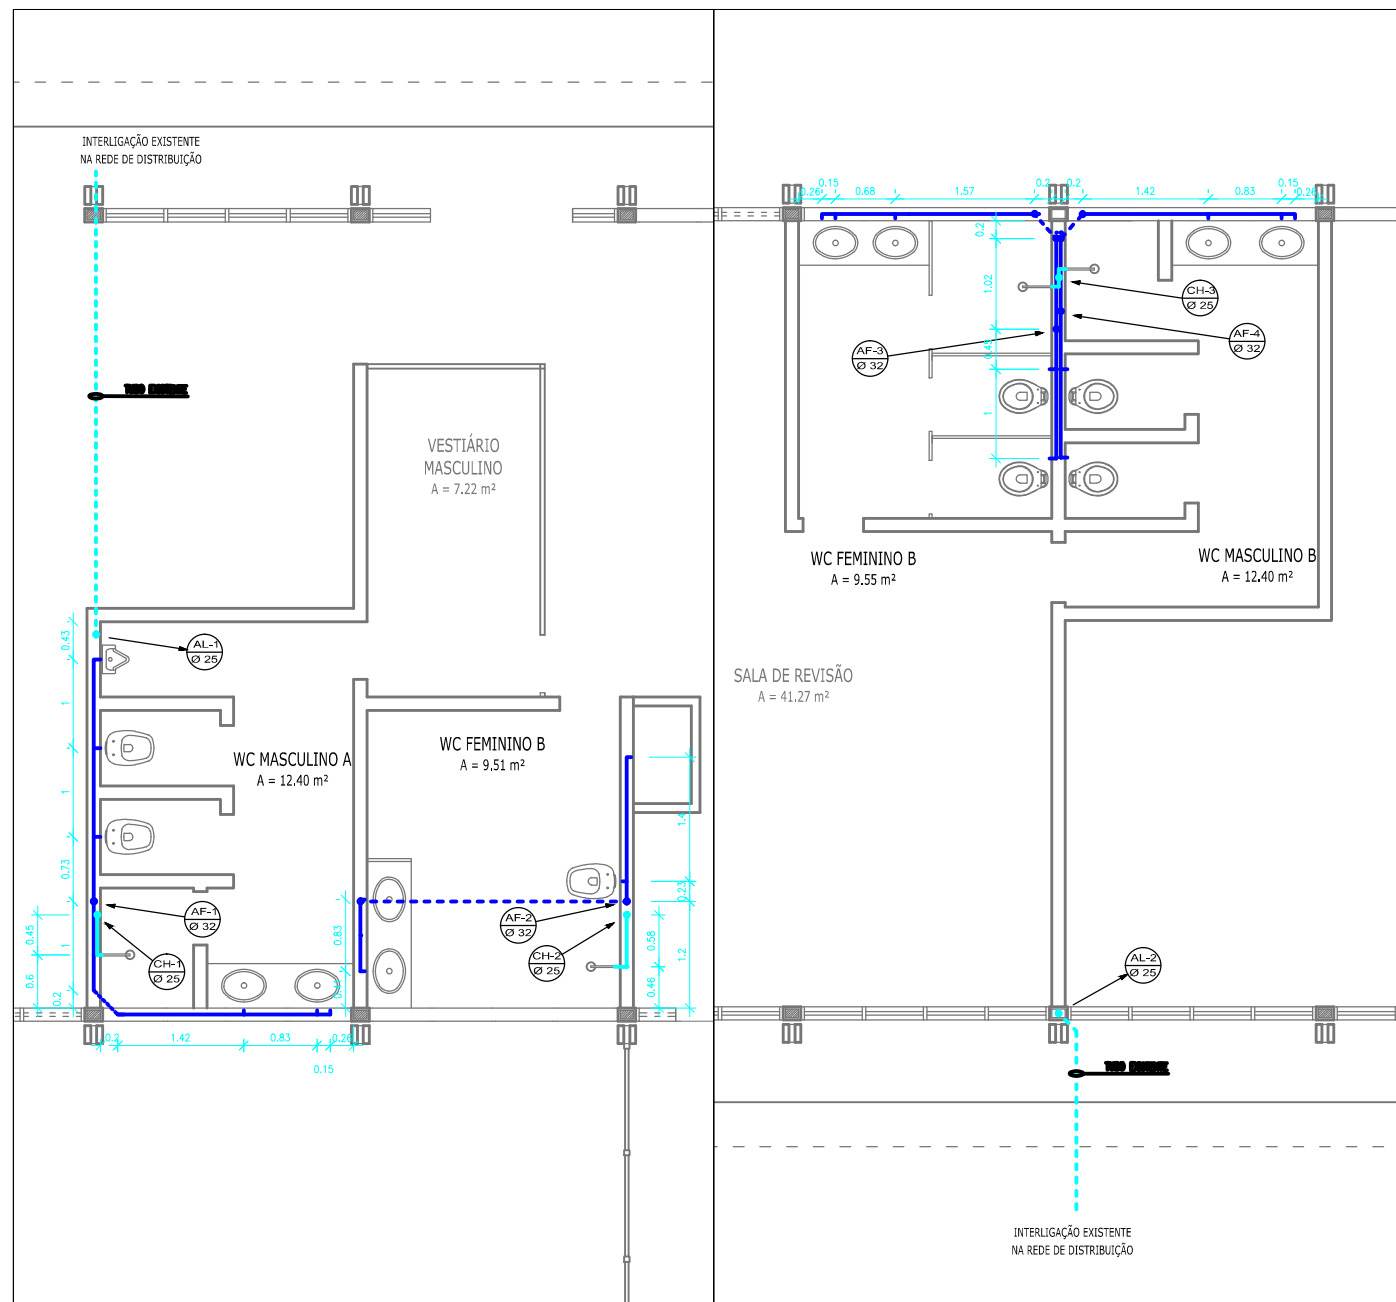 INTERLIGAÇÃO EXISTENTE
NA REDE DE DISTRIBUIÇÃO
VESTIÁRIO
MASCULINO
A = 7.22 m²
0.43
AL-1
Ø 25
1
WC MASCULINO A
A = 12.40 m²
WC FEMININO B
A = 9.51 m²
1
0.73
1.4
0.23
AF-1
Ø 32
AF-2
Ø 32
0.45
1
0.83
0.58
1.2
CH-1
Ø 25
CH-2
Ø 25
0.6
0.2
0.46
0.2
1.42
0.83
0.26
0.15
0.26
0.15
0.68
1.57
0.2
0.2
1.42
0.83
0.15
0.26
0.2
1.02
CH-3
Ø 25
AF-3
Ø 32
AF-4
Ø 32
0.45
1
WC FEMININO B
A = 9.55 m²
WC MASCULINO B
A = 12.40 m²
SALA DE REVISÃO
A = 41.27 m²
AL-2
Ø 25
INTERLIGAÇÃO EXISTENTE
NA REDE DE DISTRIBUIÇÃO